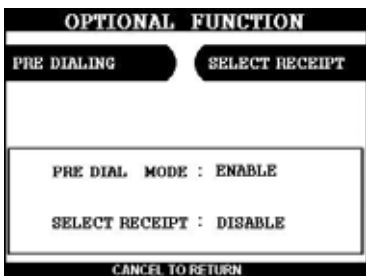 OPTIONAL FUNCTION
PRE DIALING SELECT RECEIPT
PRE DIAL MODE : ENABLE
SELECT RECEIPT : DISABLE
CANCEL TO RETURN